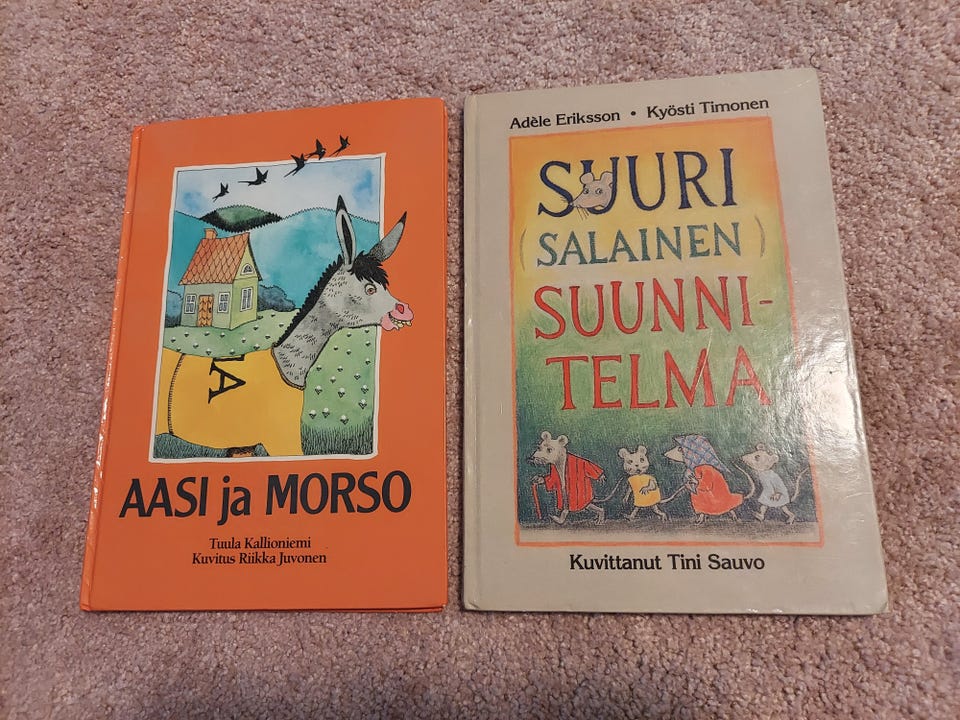 AA
AASI ja MORSO
Tuula Kallioniemi
Kuvitus Riikka Juvonen
Adèle Eriksson • Kyösti Timonen
SUURI
(SALAINEN)
SUUNNI-
TELMA
Kuvittanut Tini Sauvo